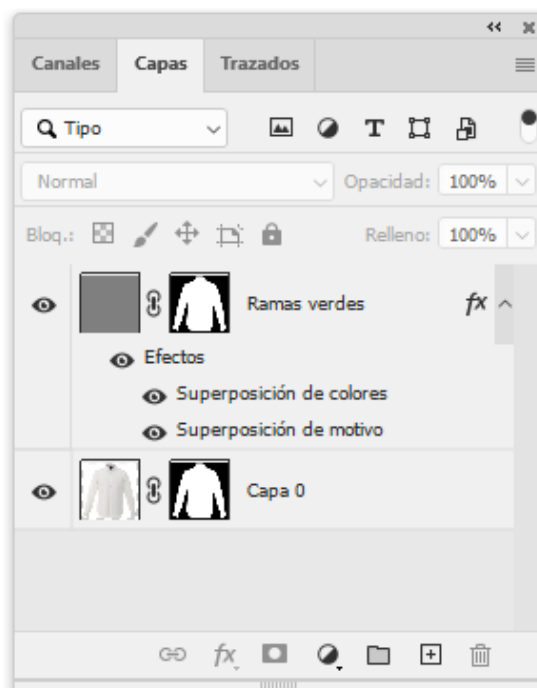 Canales Capas Trazados
Tipo
Normal Opacidad: 100%
Bloq.: Relleno: 100%
Ramas verdes fx
Efectos
Superposición de colores
Superposición de motivo
Capa 0
fx